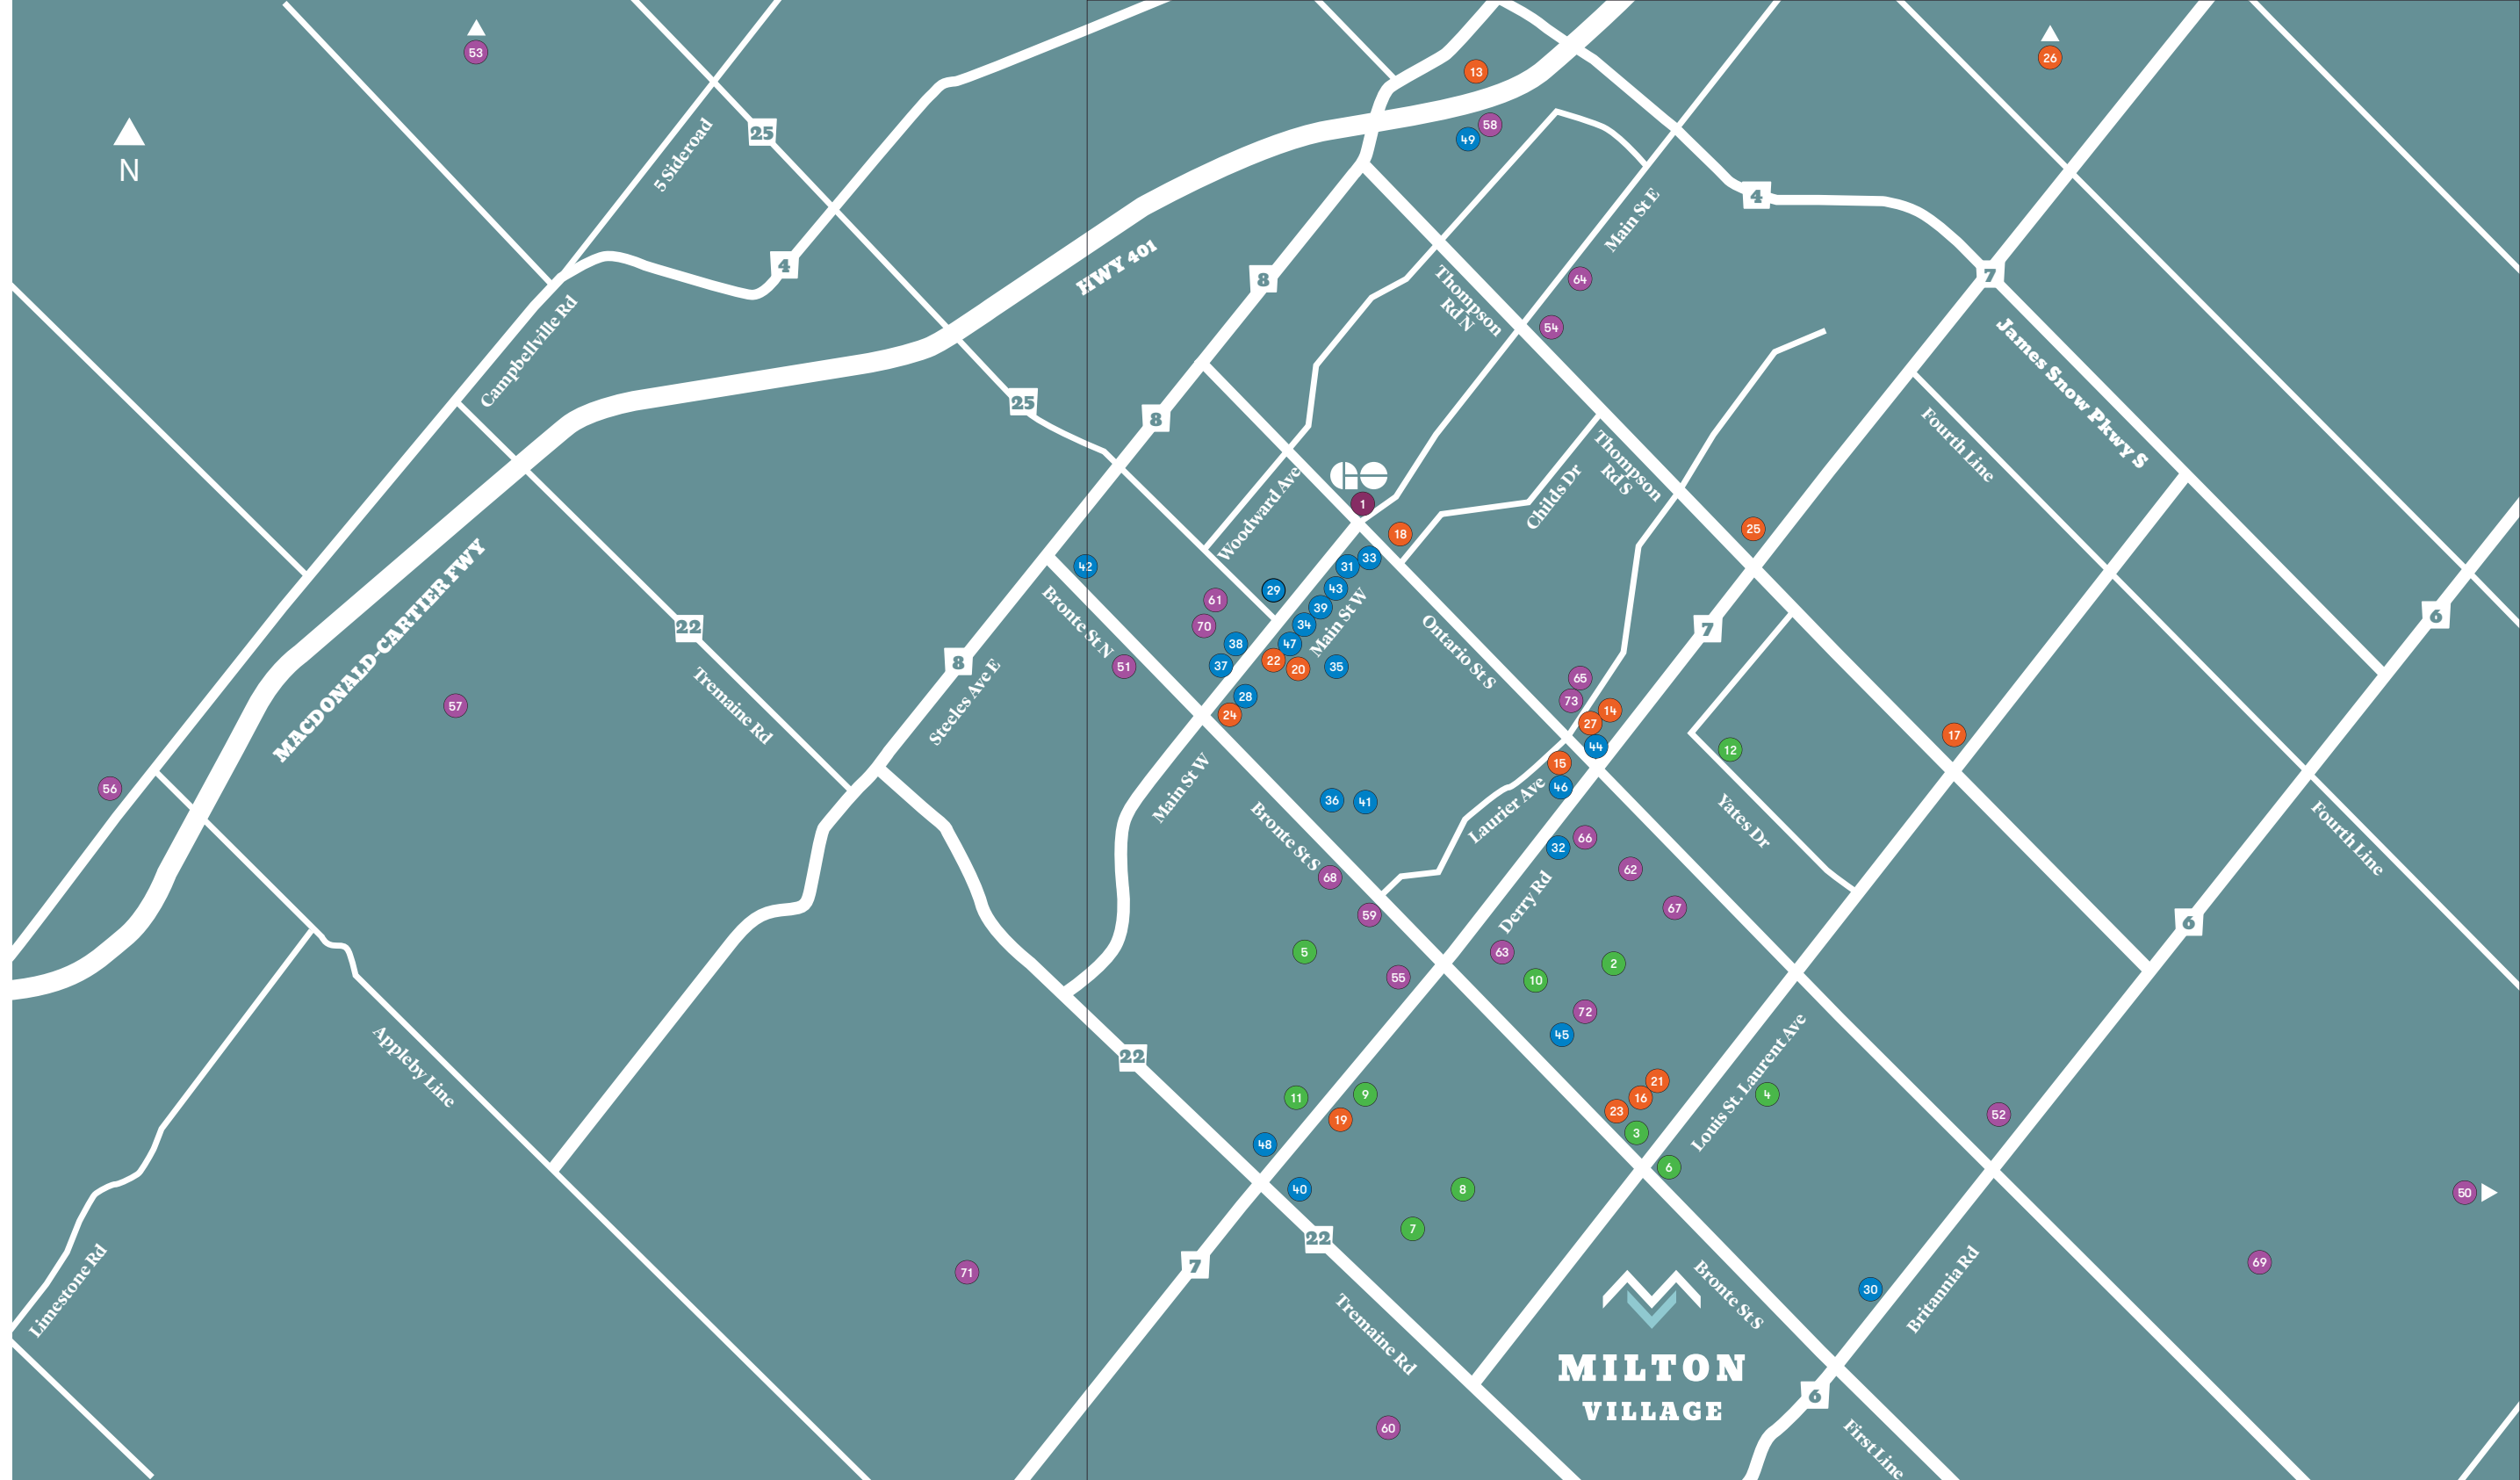 53
26
13
N
5 Sideroad
25
58
49
4
Main St E
HWY 401
4
8
64
7
Thompson
Rd N
54
Campbellville Rd
James Snow Pkwy S
25
8
Fourth Line
Thompson
Rd S
Woodward Ave
Childs Dr
1
18
25
MACDONALD-CARTIER FWY
42
33
31
29
43
61
39
Main St W
34
70
22
Bronte St N
38
47
Ontario St S
7
6
51
37
22
20
35
8
Steeles Ave E
Tremaine Rd
57
28
24
65
73
14
27
44
17
12
15
46
56
Main St W
36
41
Laurier Ave
Yates Dr
Bronte St S
32
66
Fourth Line
62
68
59
Derry Rd
67
6
5
63
2
55
10
72
45
Appleby Line
22
Louis St. Laurent Ave
21
11
9
16
4
23
19
52
3
48
6
40
8
50
7
22
7
71
69
Limestone Rd
Bronte St S
30
Britannia Rd
Tremaine Rd
MILTON
VILLAGE
6
60
First Line